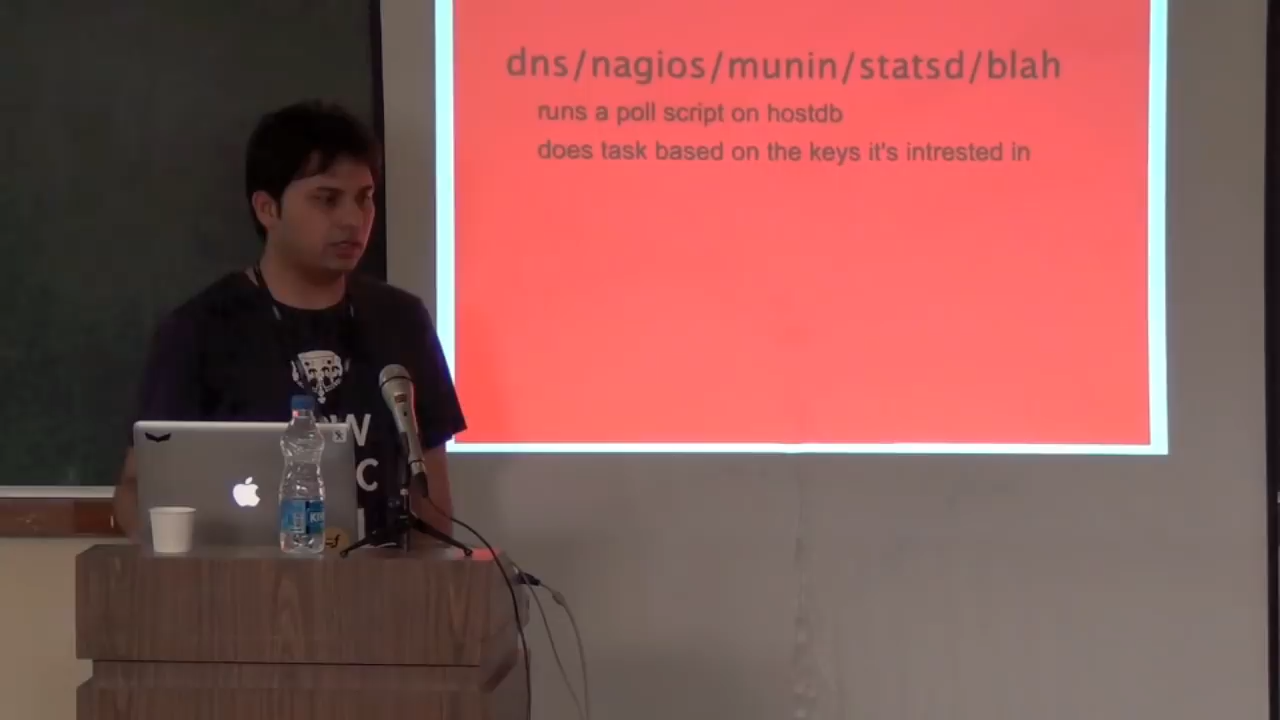 dns/nagios/munin/statsd/blah
runs a poll script on hostdb
does task based on the keys it's intrested in